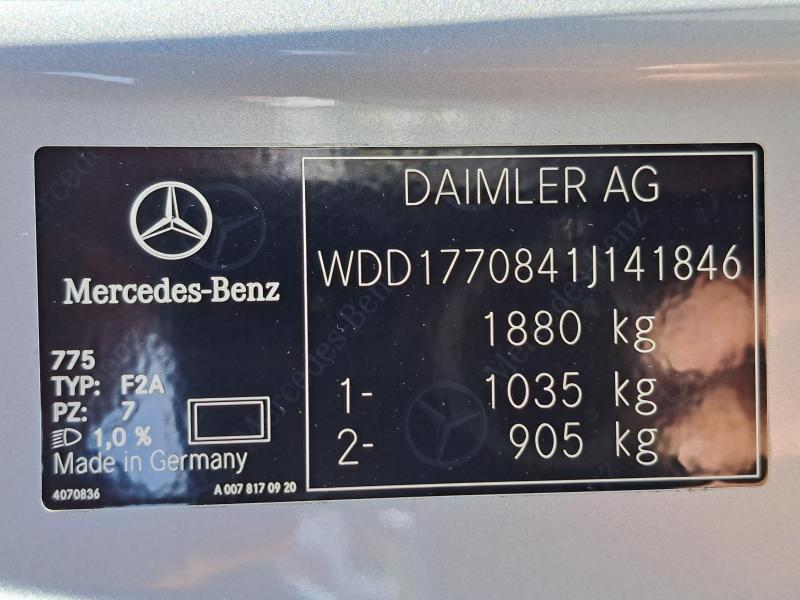 Mercedes-Benz
775
TYP: F2A
PZ: 7
1,0 %
Made in Germany
4070836
A 007 817 09 20
DAIMLER AG
WDD1770841J141846
1880 kg
1- 1035 kg
2- 905 kg